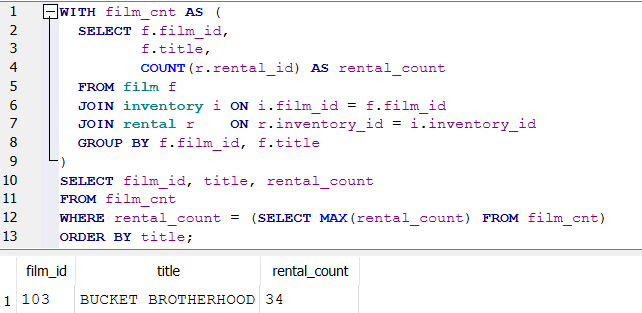 1 WITH film_cnt AS (
2 SELECT f.film_id,
3 f.title,
4 COUNT(r.rental_id) AS rental_count
5 FROM film f
6 JOIN inventory i ON i.film_id = f.film_id
7 JOIN rental r ON r.inventory_id = i.inventory_id
8 GROUP BY f.film_id, f.title
9 )
10 SELECT film_id, title, rental_count
11 FROM film_cnt
12 WHERE rental_count = (SELECT MAX(rental_count) FROM film_cnt)
13 ORDER BY title;
film_id title rental_count
1 103 BUCKET BROTHERHOOD 34